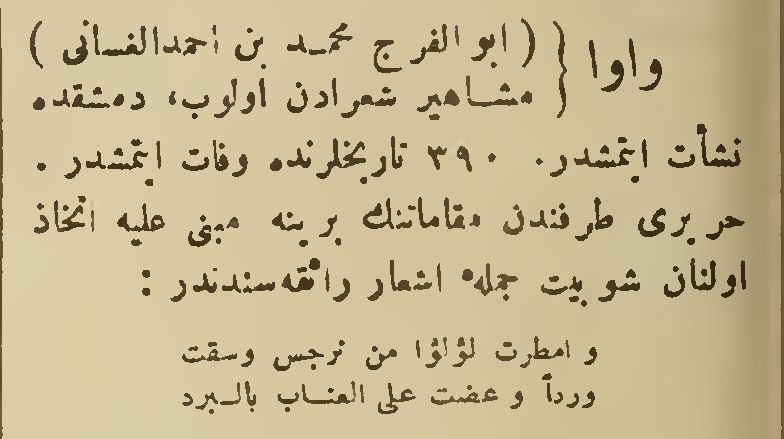 واوا { ( ابو الفرج محمد بن احمد الغسانی )
مشاهیر شعرادن اولوب، دمشقده
نشأت ایتمشدر. ٣٩٠ تاریخلرنده وفات ایتمشدر.
حریری طرفندن مقاماتنك برینه مبنی علیه اتخاذ
اولنان شو بیت جملهٔ اشعار رائقه‌سندندر :
و امطرت لؤلؤا من نرجس وسقت
ورداً و عضت علی العناب بالبرد